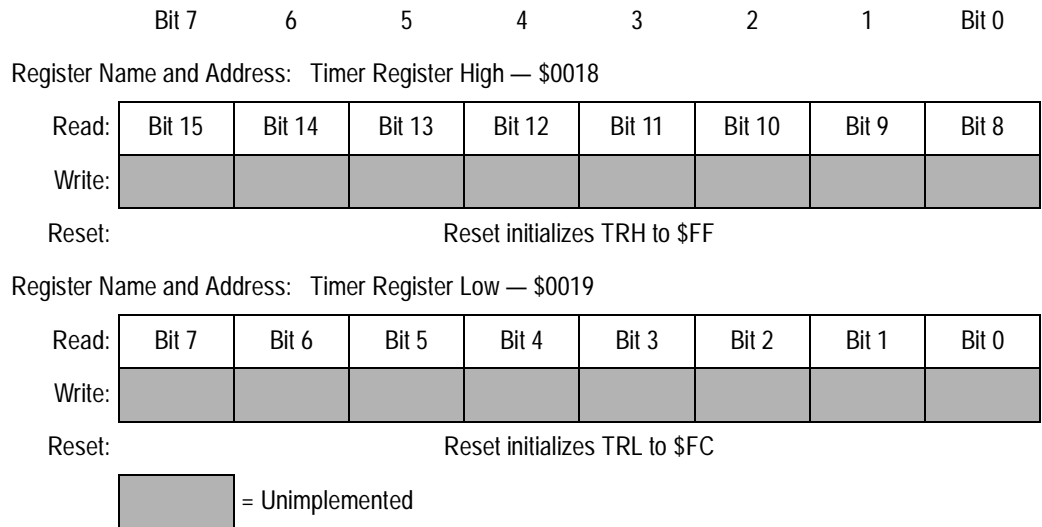 Bit 7 6 5 4 3 2 1 Bit 0
Register Name and Address: Timer Register High — $0018
Read: Bit 15 Bit 14 Bit 13 Bit 12 Bit 11 Bit 10 Bit 9 Bit 8
Write:
Reset: Reset initializes TRH to $FF
Register Name and Address: Timer Register Low — $0019
Read: Bit 7 Bit 6 Bit 5 Bit 4 Bit 3 Bit 2 Bit 1 Bit 0
Write:
Reset: Reset initializes TRL to $FC
= Unimplemented